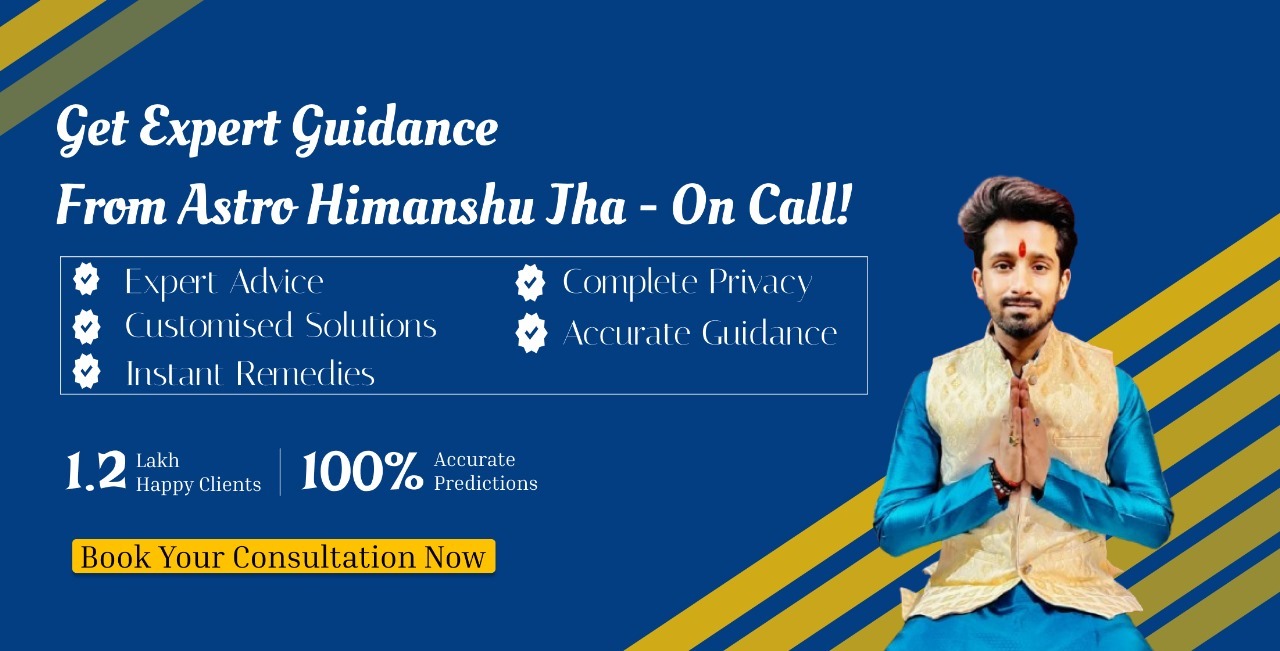 Get Expert Guidance
From Astro Himanshu Jha - On Call!
Expert Advice
Customised Solutions
Instant Remedies
Complete Privacy
Accurate Guidance
1.2 Lakh
Happy Clients
100% Accurate
Predictions
Book Your Consultation Now